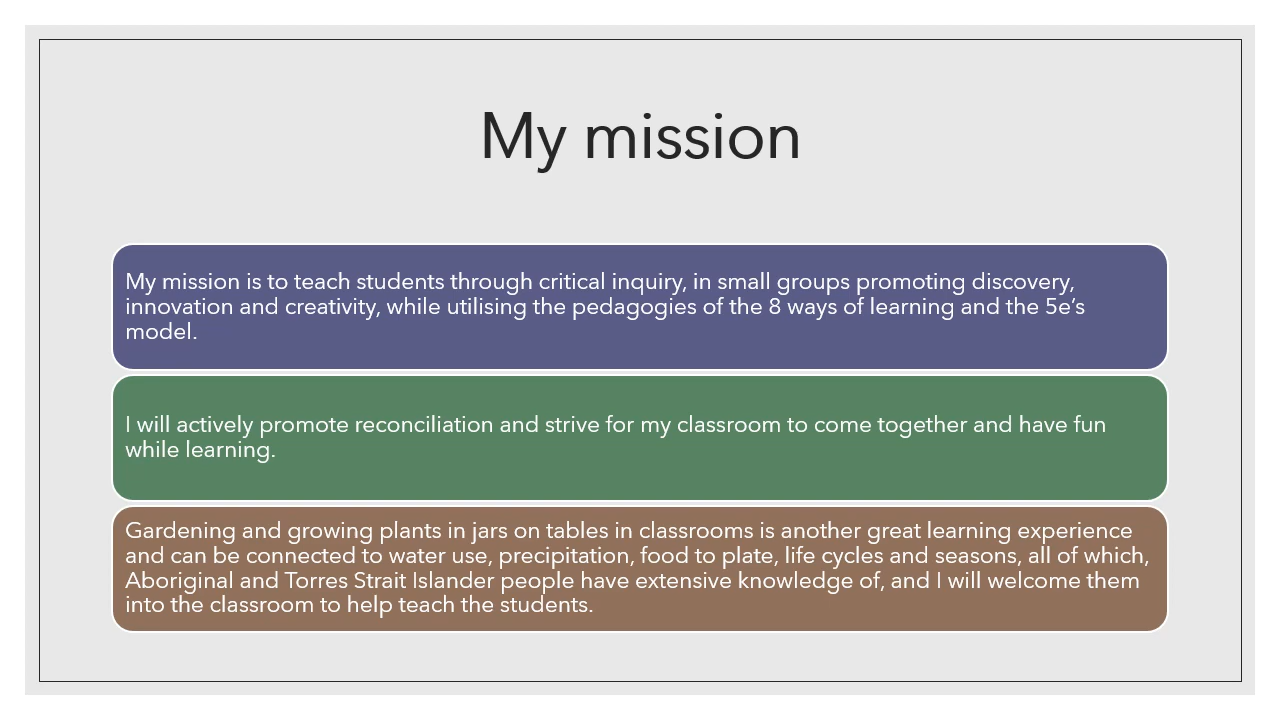 My mission
My mission is to teach students through critical inquiry, in small groups promoting discovery,
innovation and creativity, while utilising the pedagogies of the 8 ways of learning and the 5e’s
model.
I will actively promote reconciliation and strive for my classroom to come together and have fun
while learning.
Gardening and growing plants in jars on tables in classrooms is another great learning experience
and can be connected to water use, precipitation, food to plate, life cycles and seasons, all of which,
Aboriginal and Torres Strait Islander people have extensive knowledge of, and I will welcome them
into the classroom to help teach the students.